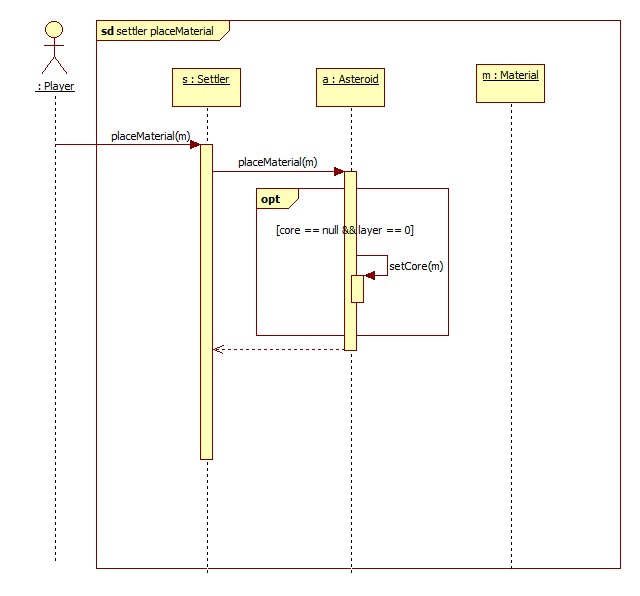 sd settler placeMaterial
: Player
s : Settler
a : Asteroid
m : Material
placeMaterial(m)
placeMaterial(m)
opt
[core == null && layer == 0]
setCore(m)